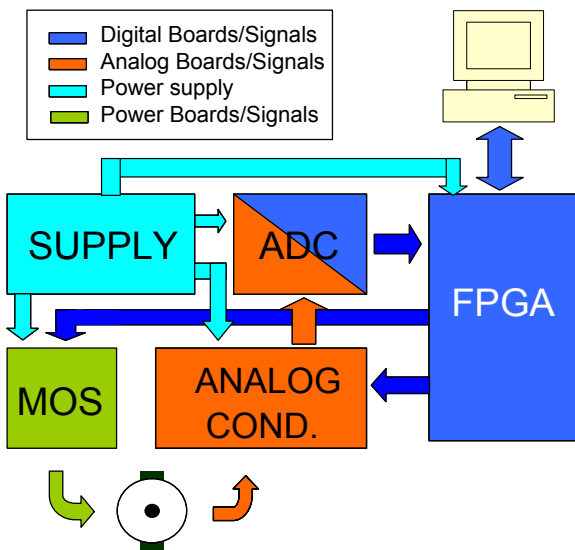 Digital Boards/Signals
Analog Boards/Signals
Power supply
Power Boards/Signals
SUPPLY
ADC
FPGA
MOS
ANALOG
COND.